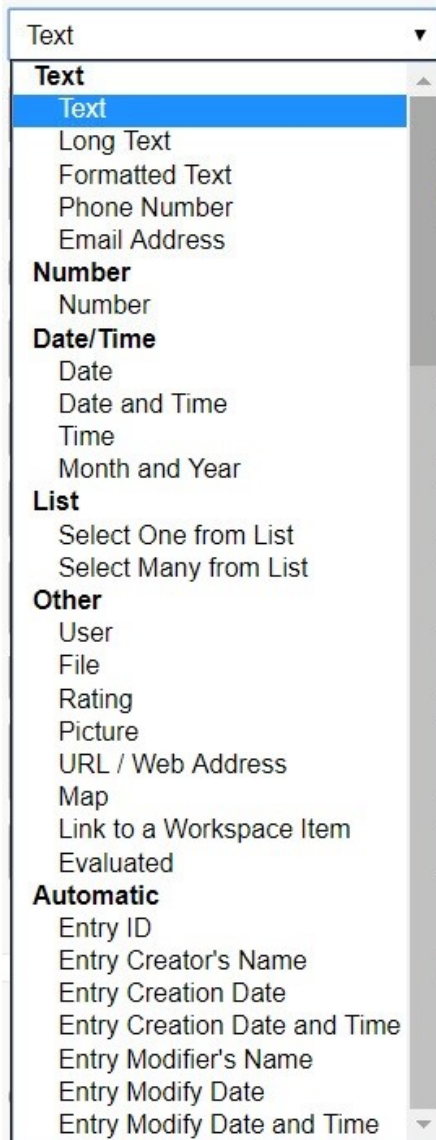 Text
Text
Text
Long Text
Formatted Text
Phone Number
Email Address
Number
Number
Date/Time
Date
Date and Time
Time
Month and Year
List
Select One from List
Select Many from List
Other
User
File
Rating
Picture
URL / Web Address
Map
Link to a Workspace Item
Evaluated
Automatic
Entry ID
Entry Creator's Name
Entry Creation Date
Entry Creation Date and Time
Entry Modifier's Name
Entry Modify Date
Entry Modify Date and Time